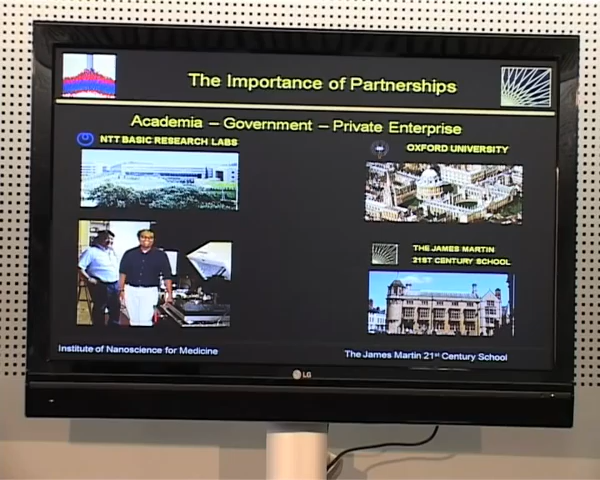 The Importance of Partnerships
Academia – Government – Private Enterprise
NTT BASIC RESEARCH LABS
OXFORD UNIVERSITY
THE JAMES MARTIN
21ST CENTURY SCHOOL
Institute of Nanoscience for Medicine
The James Martin 21st Century School
LG